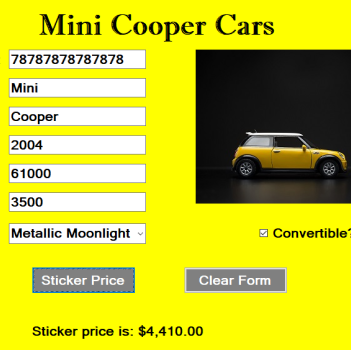 Mini Cooper Cars
78787878787878
Mini
Cooper
2004
61000
3500
Metallic Moonlight
Convertible?
Sticker Price
Clear Form
Sticker price is: $4,410.00